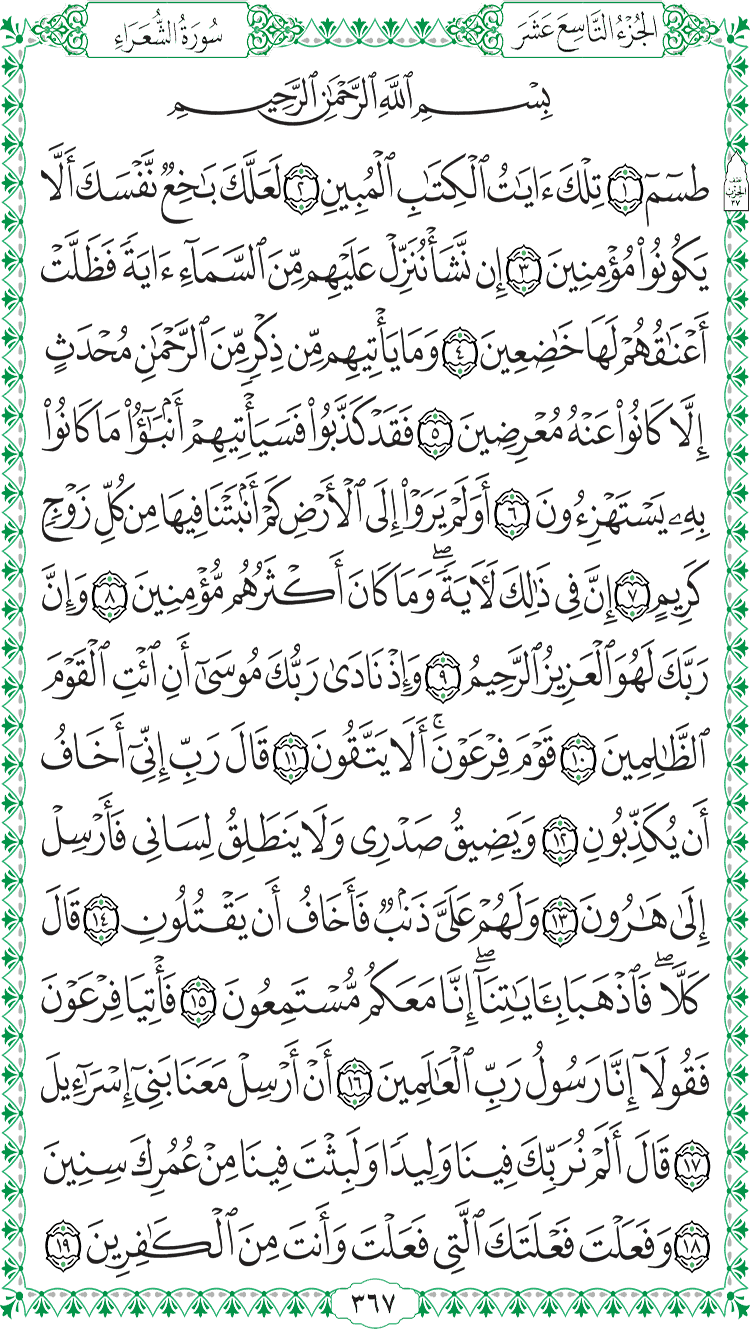 الجُزْءُ التَّاسِعَ عَشَرَ
سُورَةُ الشُّعَرَاءِ
بِسْمِ ٱللَّهِ ٱلرَّحْمَٰنِ ٱلرَّحِيمِ
نصف الحزب ٣٧
طسٓمٓ ١ تِلْكَ ءَايَٰتُ ٱلْكِتَٰبِ ٱلْمُبِينِ ٢ لَعَلَّكَ بَٰخِعٌ نَّفْسَكَ أَلَّا
يَكُونُوا۟ مُؤْمِنِينَ ٣ إِن نَّشَأْ نُنَزِّلْ عَلَيْهِم مِّنَ ٱلسَّمَآءِ ءَايَةً فَظَلَّتْ
أَعْنَٰقُهُمْ لَهَا خَٰضِعِينَ ٤ وَمَا يَأْتِيهِم مِّن ذِكْرٍ مِّنَ ٱلرَّحْمَٰنِ مُحْدَثٍ
إِلَّا كَانُوا۟ عَنْهُ مُعْرِضِينَ ٥ فَقَدْ كَذَّبُوا۟ فَسَيَأْتِيهِمْ أَنۢبَٰٓؤُا۟ مَا كَانُوا۟
بِهِۦ يَسْتَهْزِءُونَ ٦ أَوَلَمْ يَرَوْا۟ إِلَى ٱلْأَرْضِ كَمْ أَنۢبَتْنَا فِيهَا مِن كُلِّ زَوْجٍ
كَرِيمٍ ٧ إِنَّ فِى ذَٰلِكَ لَءَايَةً ۖ وَمَا كَانَ أَكْثَرُهُم مُّؤْمِنِينَ ٨ وَإِنَّ
رَبَّكَ لَهُوَ ٱلْعَزِيزُ ٱلرَّحِيمُ ٩ وَإِذْ نَادَىٰ رَبُّكَ مُوسَىٰٓ أَنِ ٱئْتِ ٱلْقَوْمَ
ٱلظَّٰلِمِينَ ١٠ قَوْمَ فِرْعَوْنَ ۚ أَلَا يَتَّقُونَ ١١ قَالَ رَبِّ إِنِّىٓ أَخَافُ
أَن يُكَذِّبُونِ ١٢ وَيَضِيقُ صَدْرِى وَلَا يَنطَلِقُ لِسَانِى فَأَرْسِلْ
إِلَىٰ هَٰرُونَ ١٣ وَلَهُمْ عَلَىَّ ذَنۢبٌ فَأَخَافُ أَن يَقْتُلُونِ ١٤ قَالَ
كَلَّا ۖ فَٱذْهَبَا بِـَٔايَٰتِنَآ ۖ إِنَّا مَعَكُم مُّسْتَمِعُونَ ١٥ فَأْتِيَا فِرْعَوْنَ
فَقُولَآ إِنَّا رَسُولُ رَبِّ ٱلْعَٰلَمِينَ ١٦ أَنْ أَرْسِلْ مَعَنَا بَنِىٓ إِسْرَٰٓءِيلَ
١٧ قَالَ أَلَمْ نُرَبِّكَ فِينَا وَلِيدًا وَلَبِثْتَ فِينَا مِنْ عُمُرِكَ سِنِينَ
١٨ وَفَعَلْتَ فَعْلَتَكَ ٱلَّتِى فَعَلْتَ وَأَنتَ مِنَ ٱلْكَٰفِرِينَ ١٩
٣٦٧